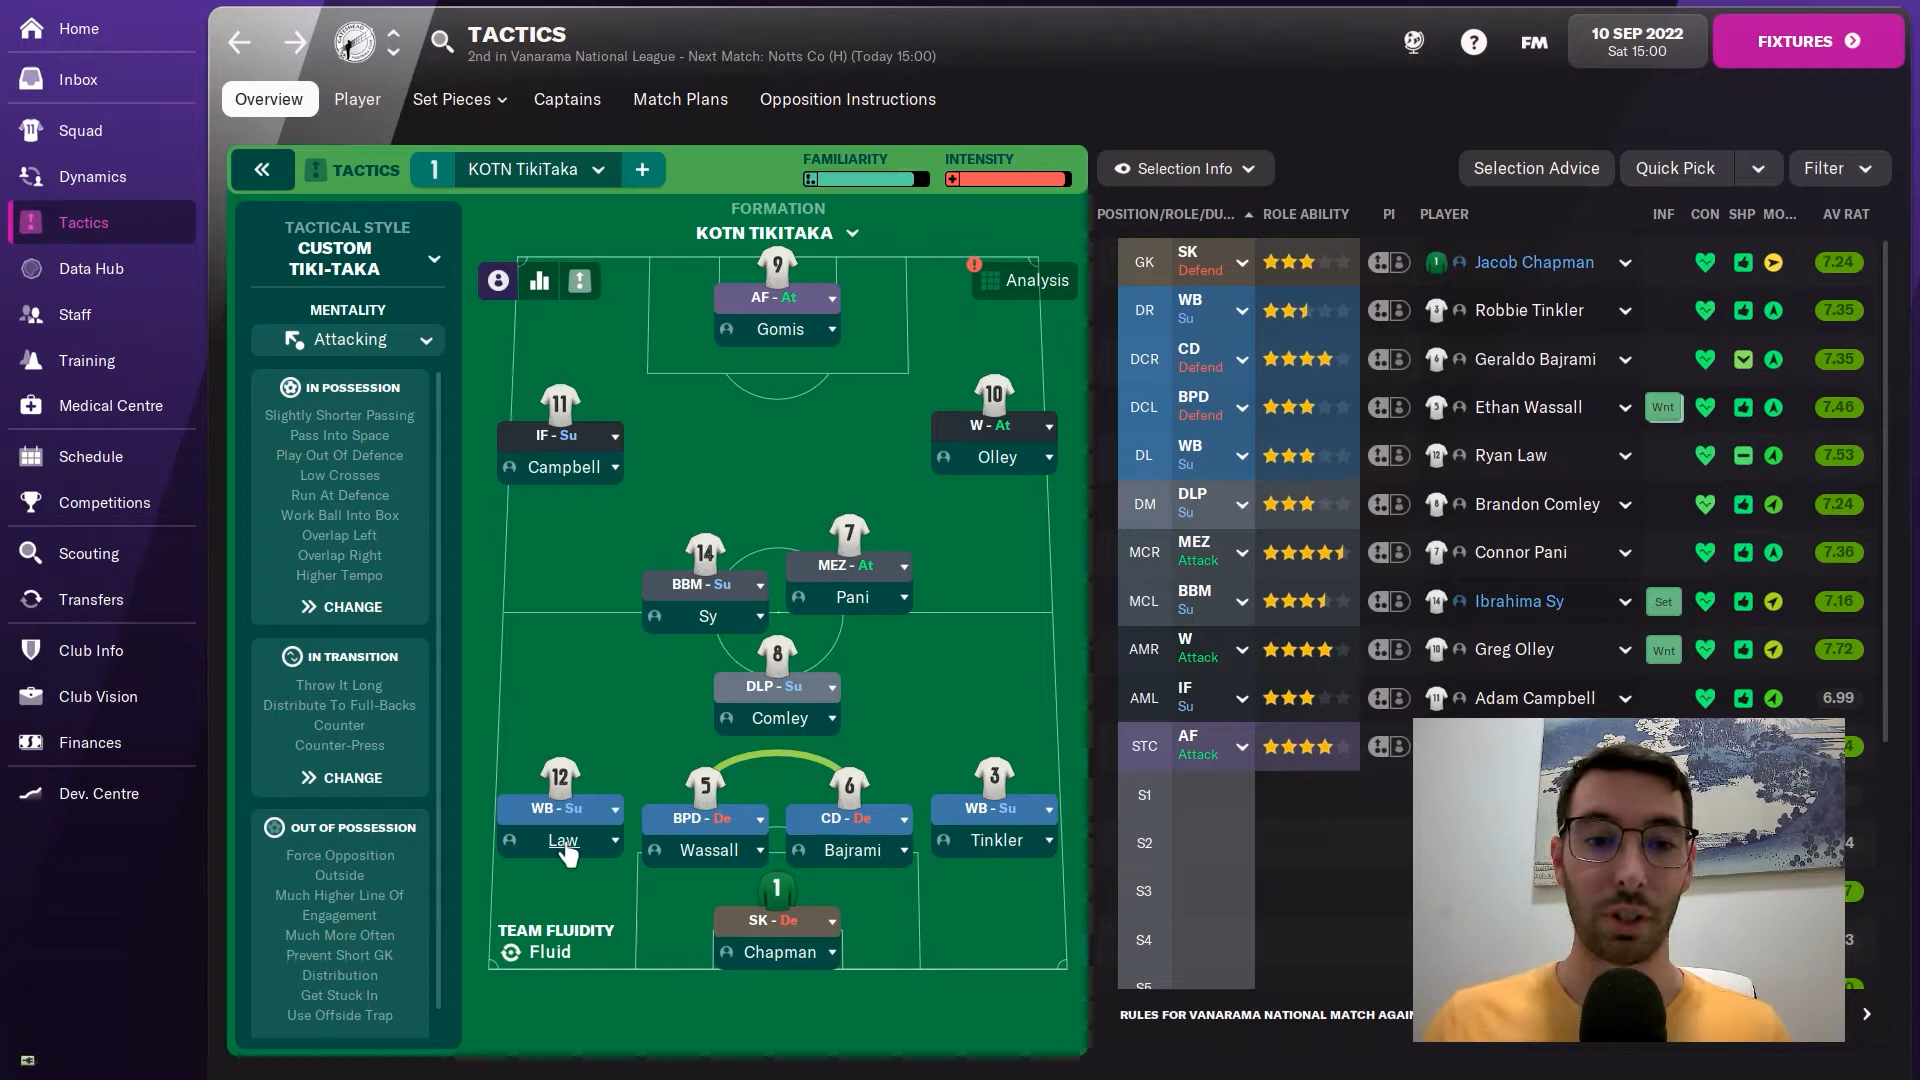 Home
Inbox
Squad
Dynamics
Tactics
Data Hub
Staff
Training
Medical Centre
Schedule
Competitions
Scouting
Transfers
Club Info
Club Vision
Finances
Dev. Centre
TACTICS
2nd in Vanarama National League - Next Match: Notts Co (H) (Today 15:00)
?
FM
10 SEP 2022
Sat 15:00
FIXTURES
Overview
Player
Set Pieces
Captains
Match Plans
Opposition Instructions
TACTICS
1
KOTN TikiTaka
+
FAMILIARITY
INTENSITY
TACTICAL STYLE
CUSTOM
TIKI-TAKA
MENTALITY
Attacking
IN POSSESSION
Slightly Shorter Passing
Pass Into Space
Play Out Of Defence
Low Crosses
Run At Defence
Work Ball Into Box
Overlap Left
Overlap Right
Higher Tempo
CHANGE
IN TRANSITION
Throw It Long
Distribute To Full-Backs
Counter
Counter-Press
CHANGE
OUT OF POSSESSION
Force Opposition
Outside
Much Higher Line Of
Engagement
Much More Often
Prevent Short GK
Distribution
Get Stuck In
Use Offside Trap
FORMATION
KOTN TIKITAKA
Analysis
9
AF - At
Gomis
11
IF - Su
Campbell
10
W - At
Olley
14
BBM - Su
Sy
7
MEZ - At
Pani
8
DLP - Su
Comley
12
WB - Su
Law
5
BPD - De
Wassall
6
CD - De
Bajrami
3
WB - Su
Tinkler
1
SK - De
Chapman
TEAM FLUIDITY
Fluid
Selection Info
Selection Advice
Quick Pick
Filter
POSITION/ROLE/DU... ROLE ABILITY PI PLAYER INF CON SHP MO... AV RAT
GK SK Defend Jacob Chapman 7.24
DR WB Su Robbie Tinkler 7.35
DCR CD Defend Geraldo Bajrami 7.35
DCL BPD Defend Ethan Wassall Wnt 7.46
DL WB Su Ryan Law 7.53
DM DLP Su Brandon Comley 7.24
MCR MEZ Attack Connor Pani 7.36
MCL BBM Su Ibrahima Sy Set 7.16
AMR W Attack Greg Olley Wnt 7.72
AML IF Su Adam Campbell 6.99
STC AF Attack 4
S1
S2 4
S3 7
S4 3
S5
RULES FOR VANARAMA NATIONAL MATCH AGAIN